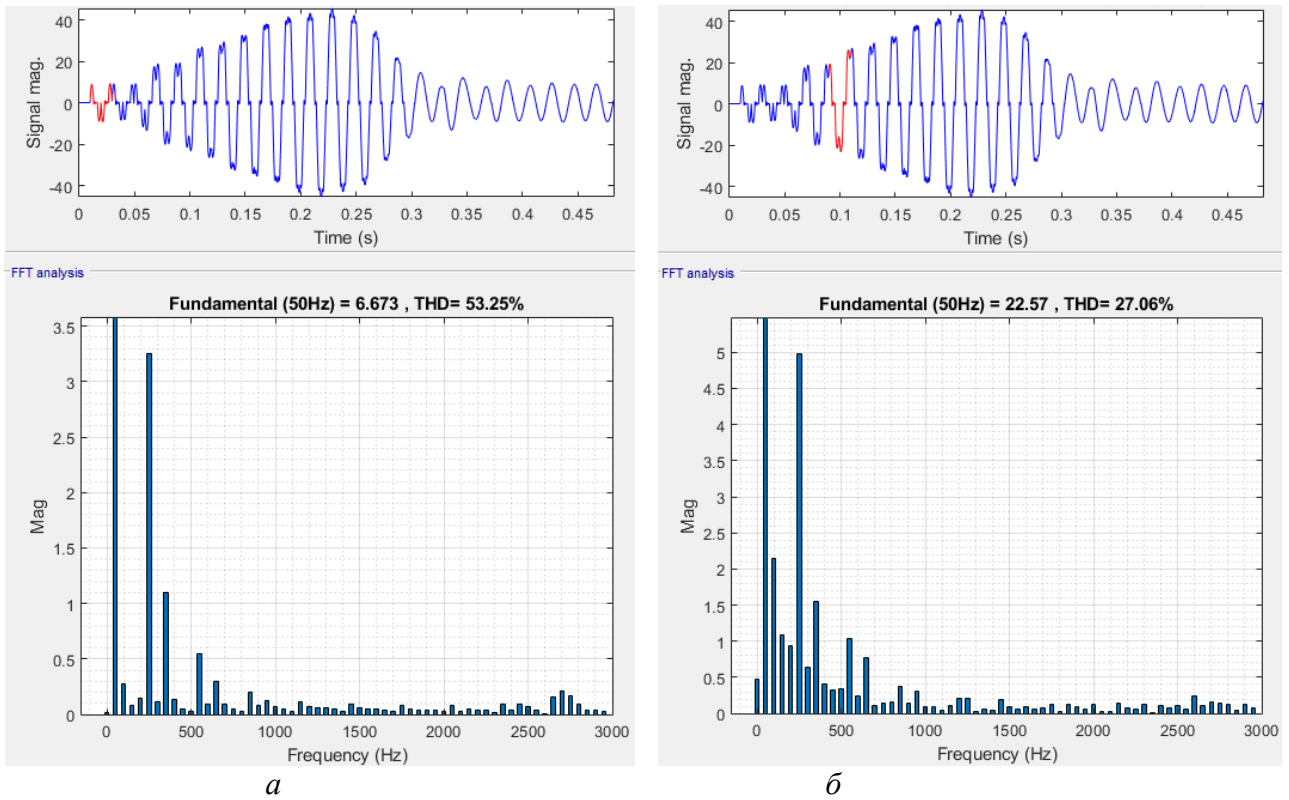 40
20
0
-20
-40
Signal mag.
0 0.05 0.1 0.15 0.2 0.25 0.3 0.35 0.4 0.45
Time (s)
FFT analysis
Fundamental (50Hz) = 6.673 , THD= 53.25%
3.5
3
2.5
2
1.5
1
0.5
0
Mag
0 500 1000 1500 2000 2500 3000
Frequency (Hz)
а
40
20
0
-20
-40
Signal mag.
0 0.05 0.1 0.15 0.2 0.25 0.3 0.35 0.4 0.45
Time (s)
FFT analysis
Fundamental (50Hz) = 22.57 , THD= 27.06%
5
4.5
4
3.5
3
2.5
2
1.5
1
0.5
0
Mag
0 500 1000 1500 2000 2500 3000
Frequency (Hz)
б